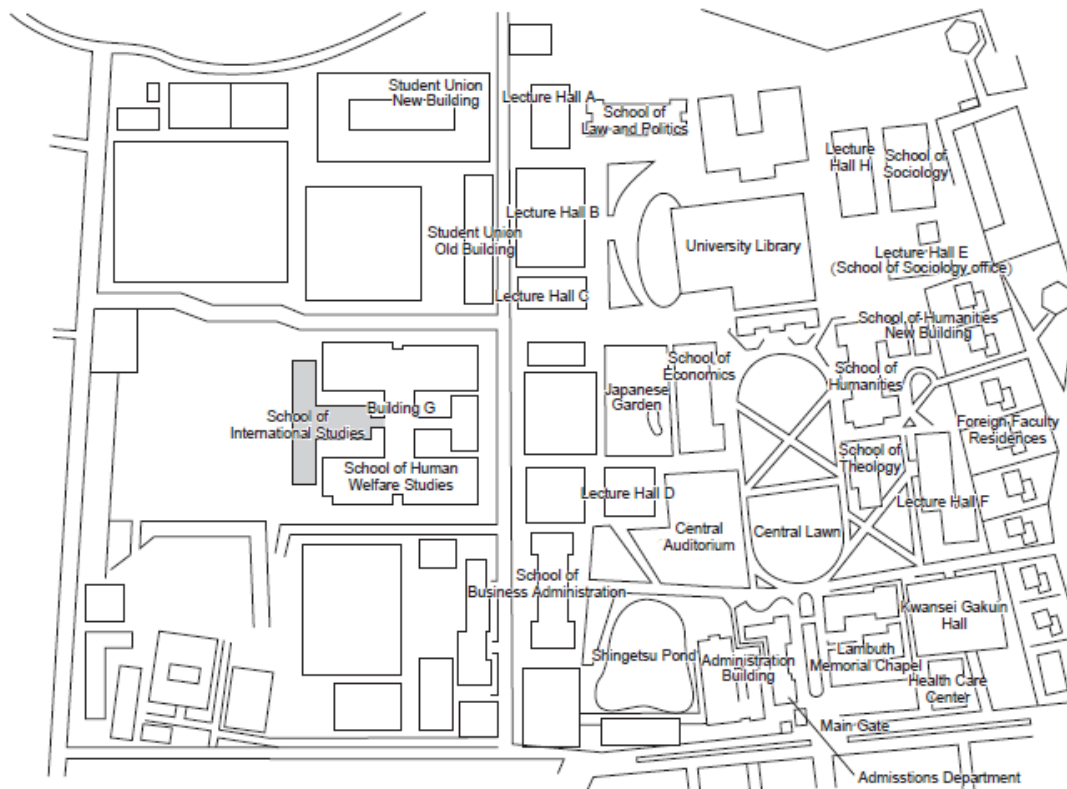 Student Union
New Building
Lecture Hall A
School of
Law and Politics
Lecture
Hall H
School of
Sociology
Lecture Hall B
Student Union
Old Building
University Library
Lecture Hall E
(School of Sociology office)
Lecture Hall C
School of Humanities
New Building
School of
Economics
School of
Humanities
Japanese
Garden
Building G
School of
International Studies
Foreign Faculty
Residences
School of
Theology
School of Human
Welfare Studies
Lecture Hall D
Lecture Hall F
Central
Auditorium
Central Lawn
School of
Business Administration
Kwansei Gakuin
Hall
Shingetsu Pond
Administration
Building
Lambuth
Memorial Chapel
Health Care
Center
Main Gate
Admisstions Department